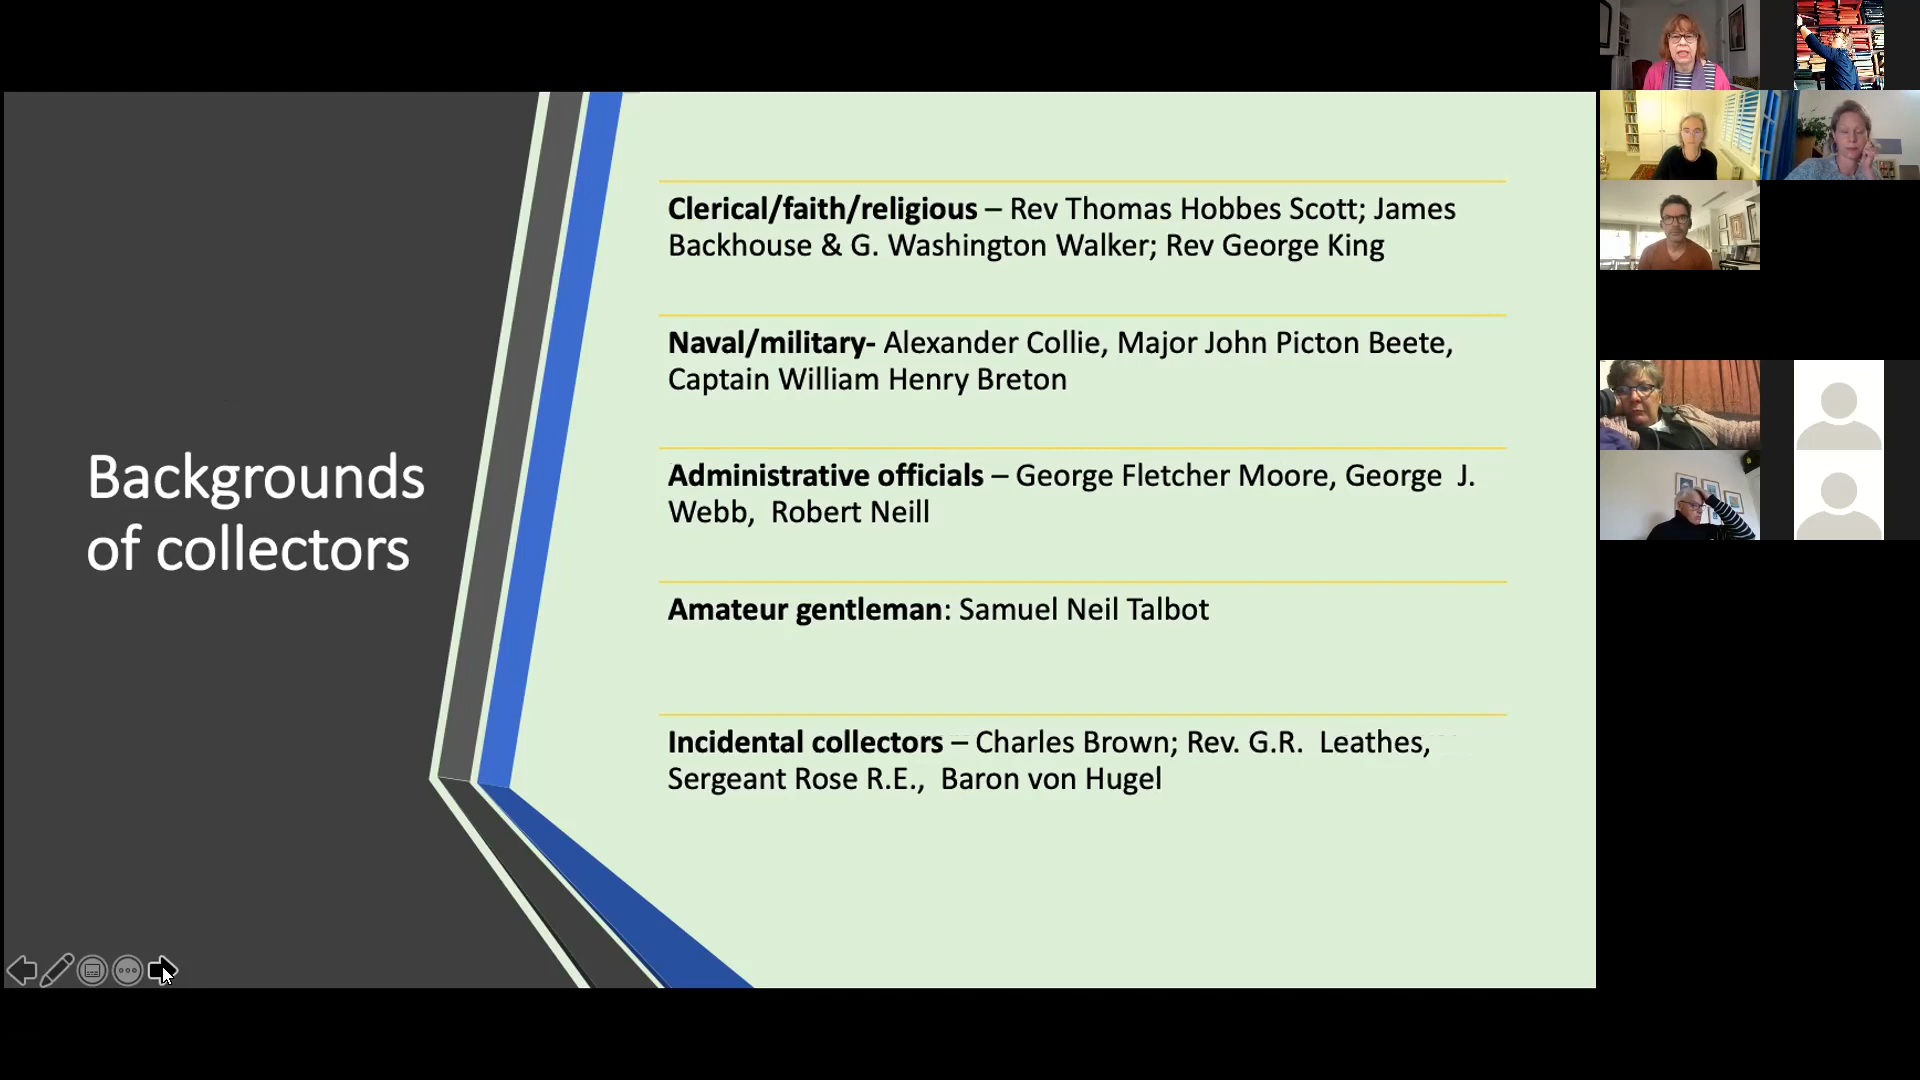 Backgrounds
of collectors
Clerical/faith/religious – Rev Thomas Hobbes Scott; James
Backhouse & G. Washington Walker; Rev George King
Naval/military- Alexander Collie, Major John Picton Beete,
Captain William Henry Breton
Administrative officials – George Fletcher Moore, George J.
Webb, Robert Neill
Amateur gentleman: Samuel Neil Talbot
Incidental collectors – Charles Brown; Rev. G.R. Leathes,
Sergeant Rose R.E., Baron von Hugel